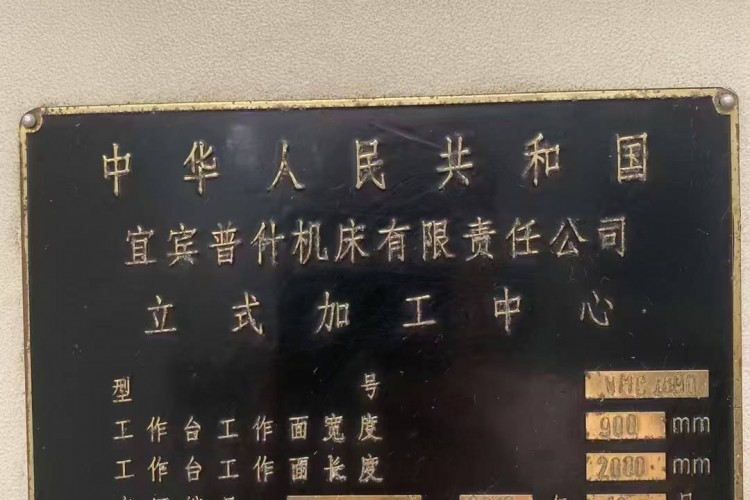 中华人民共和国
宜宾普什机床有限责任公司
立式加工中心
型号
工作台工作面宽度 900 mm
工作台工作面长度 2000 mm